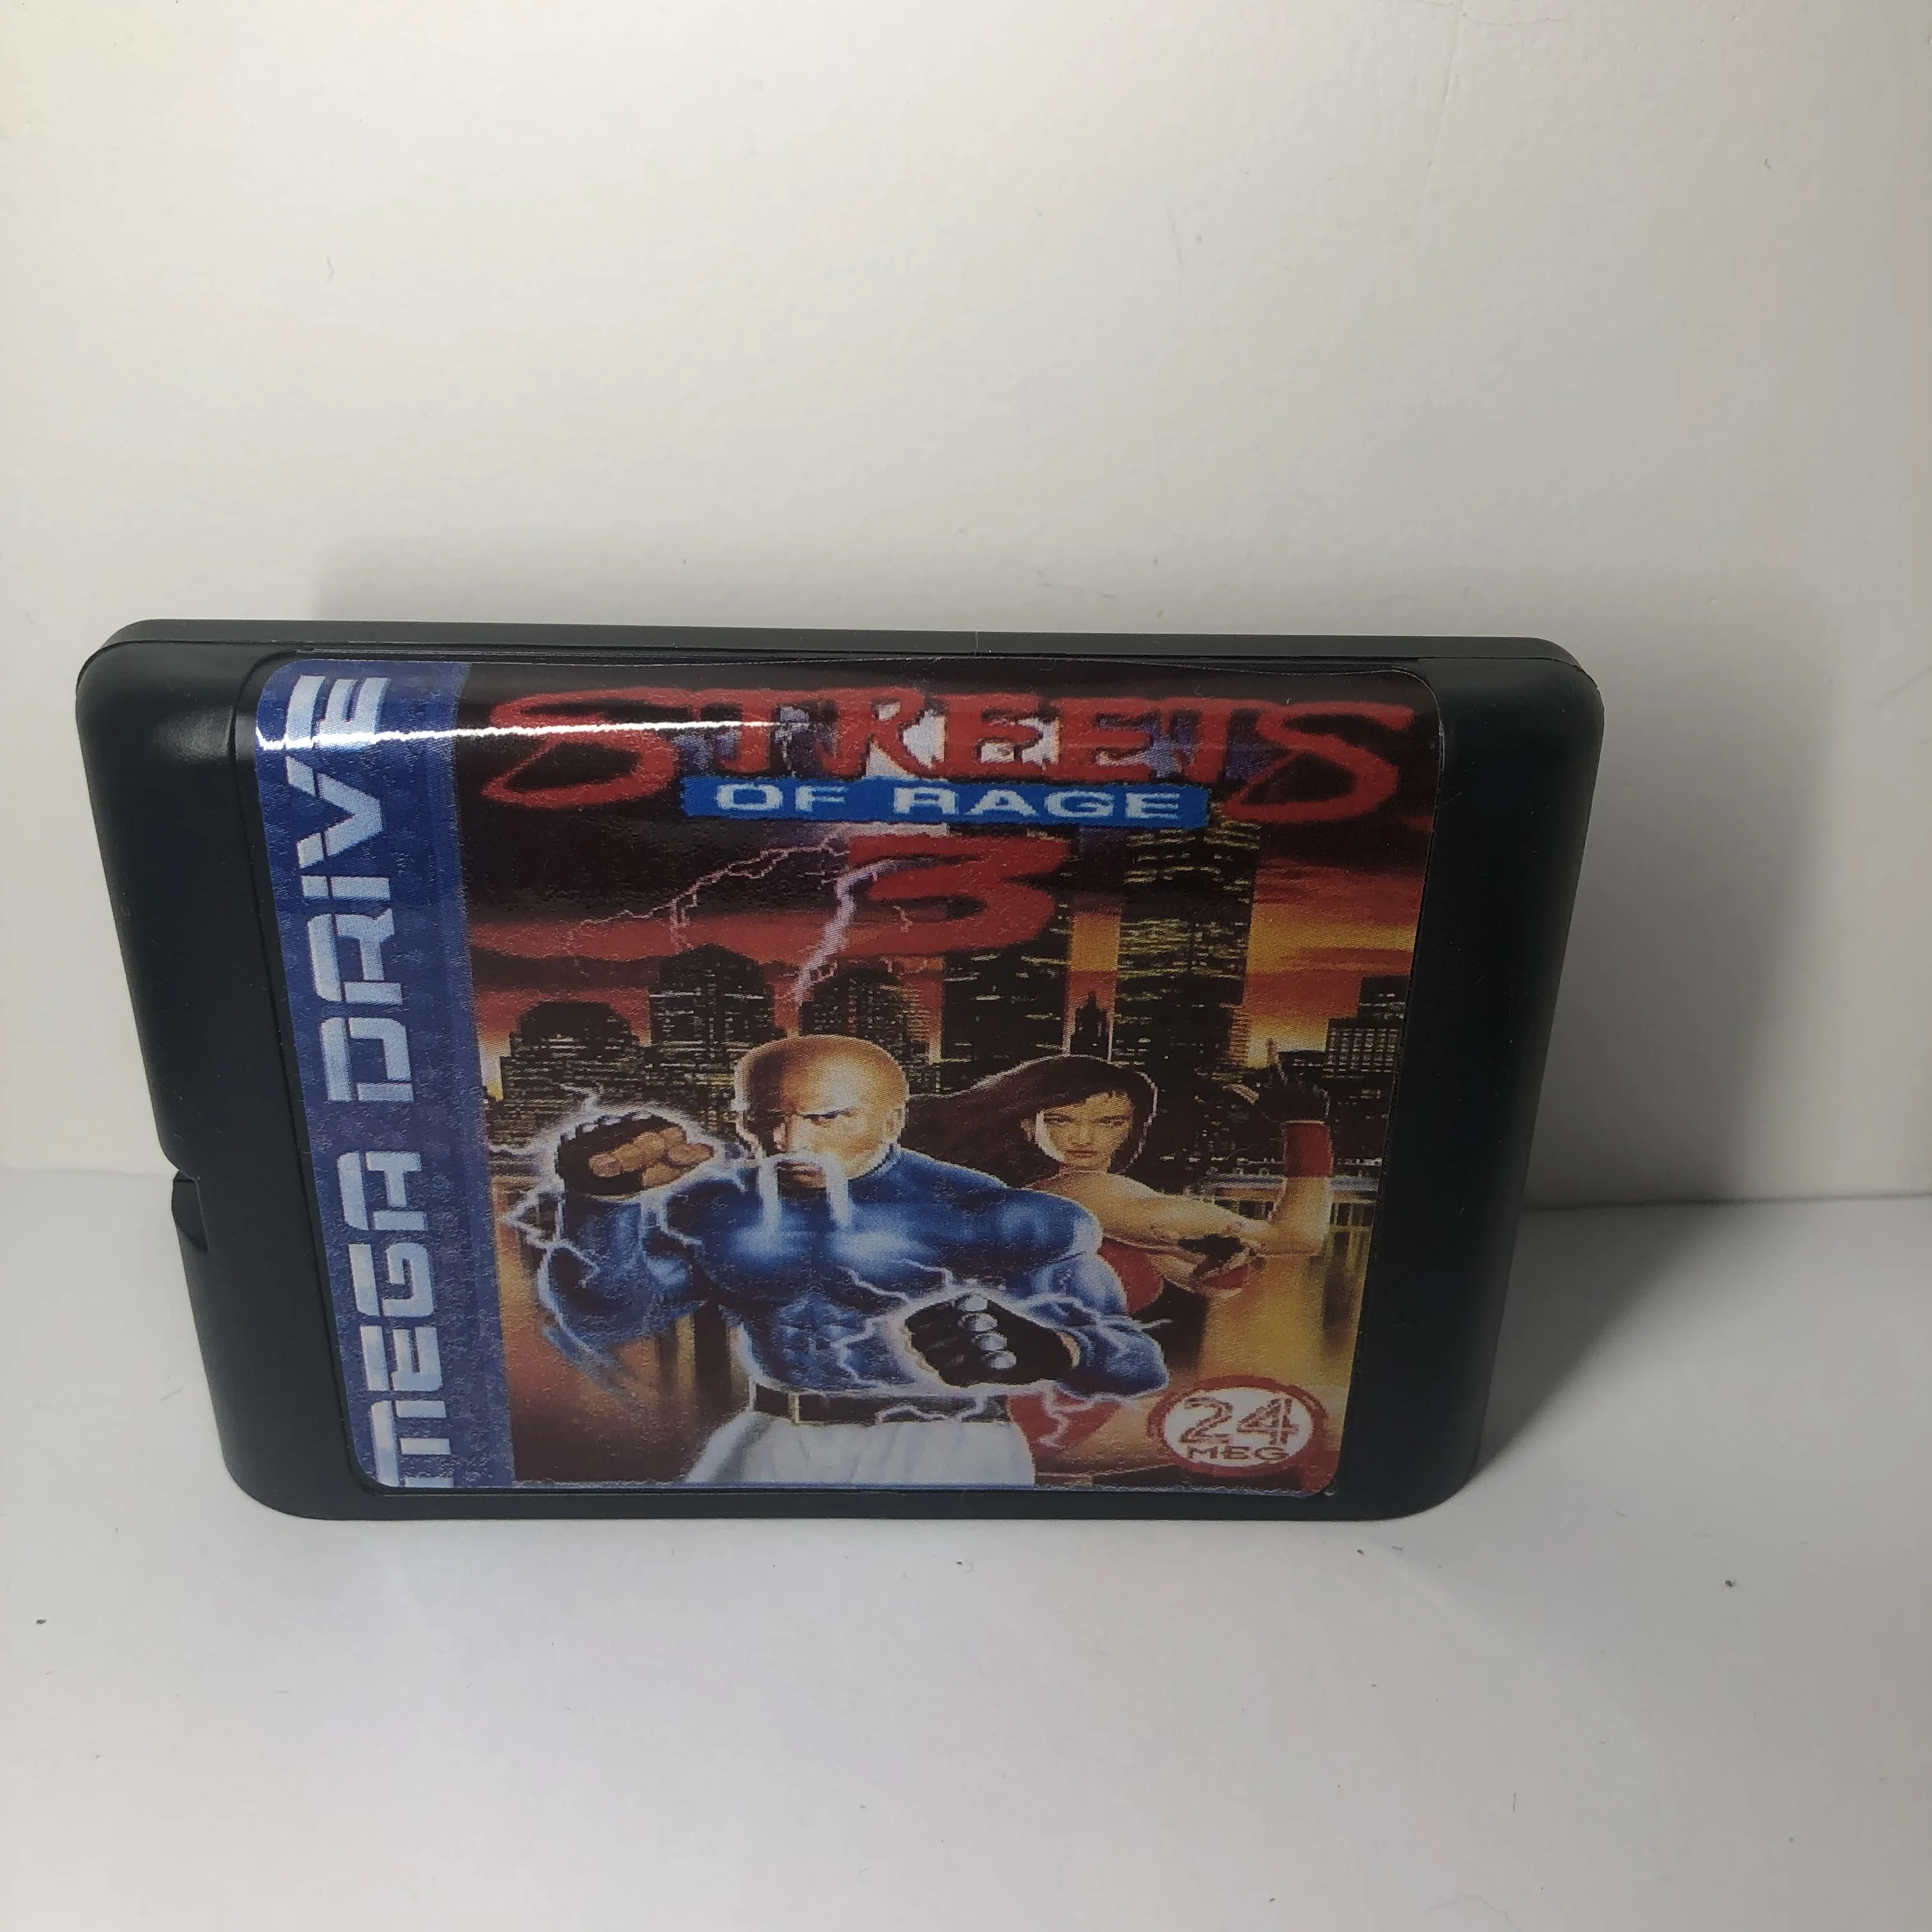 MEGA DRIVE
STREETS
OF RAGE
3
24
MEG